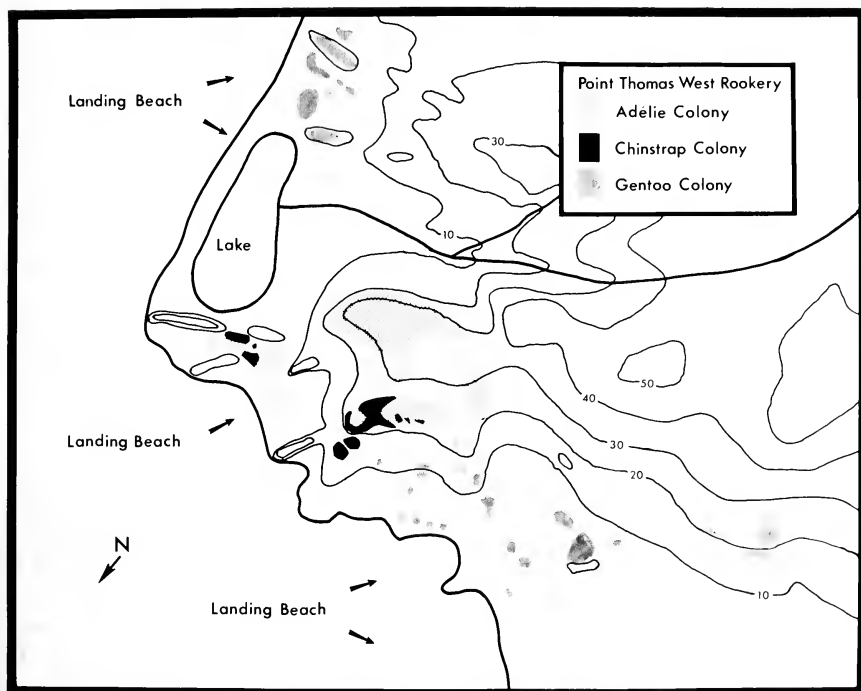 Landing Beach
Point Thomas West Rookery
Adélie Colony
Chinstrap Colony
Gentoo Colony
30
10
Lake
50
40
Landing Beach
30
20
N
10
Landing Beach